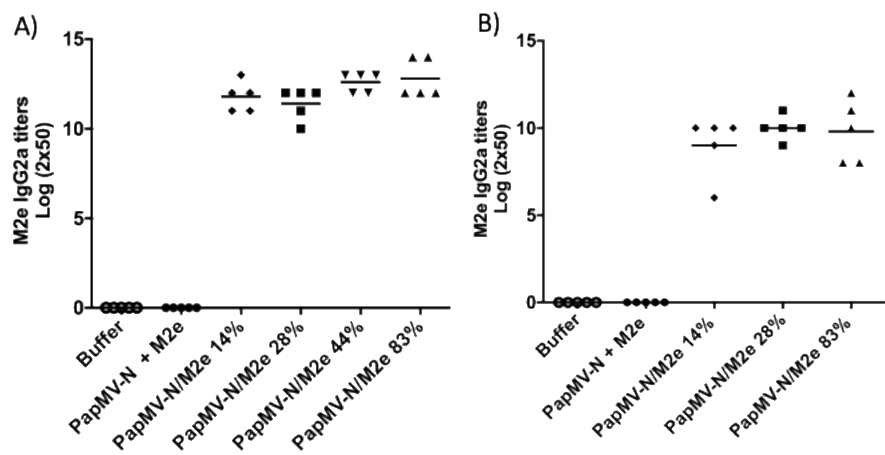 A)
M2e IgG2a titers
Log (2x50)
15
10
5
0
Buffer
PapMV-N + M2e
PapMV-N/M2e 14%
PapMV-N/M2e 28%
PapMV-N/M2e 44%
PapMV-N/M2e 83%
B)
M2e IgG2a titers
Log (2x50)
15
10
5
0
Buffer
PapMV-N + M2e
PapMV-N/M2e 14%
PapMV-N/M2e 28%
PapMV-N/M2e 83%